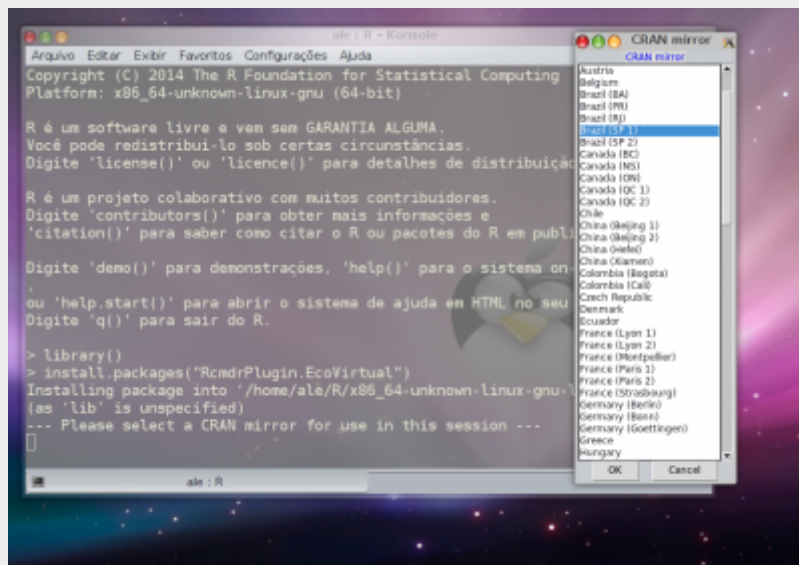 ale : R – Konsole
Arquivo Editar Exibir Favoritos Configurações Ajuda
Copyright (C) 2014 The R Foundation for Statistical Computing
Platform: x86_64-unknown-linux-gnu (64-bit)
R é um software livre e vem sem GARANTIA ALGUMA.
Você pode redistribuí-lo sob certas circunstâncias.
Digite 'license()' ou 'licence()' para detalhes de distribuiçã
R é um projeto colaborativo com muitos contribuidores.
Digite 'contributors()' para obter mais informações e
'citation()' para saber como citar o R ou pacotes do R em publi
Digite 'demo()' para demonstrações, 'help()' para o sistema on-
.
ou 'help.start()' para abrir o sistema de ajuda em HTML no seu
Digite 'q()' para sair do R.
> library()
> install.packages("RcmdrPlugin.EcoVirtual")
Installing package into '/home/ale/R/x86_64-unknown-linux-gnu-l
(as 'lib' is unspecified)
--- Please select a CRAN mirror for use in this session ---
ale : R
CRAN mirror
CRAN mirror
Austria
Belgium
Brazil (BA)
Brazil (PR)
Brazil (RJ)
Brazil (SP 1)
Brazil (SP 2)
Canada (BC)
Canada (NS)
Canada (ON)
Canada (QC 1)
Canada (QC 2)
Chile
China (Beijing 1)
China (Beijing 2)
China (Hefei)
China (Xiamen)
Colombia (Bogota)
Colombia (Cali)
Czech Republic
Denmark
Ecuador
France (Lyon 1)
France (Lyon 2)
France (Montpellier)
France (Paris 1)
France (Paris 2)
France (Strasbourg)
Germany (Berlin)
Germany (Bonn)
Germany (Goettingen)
Greece
Hungary
OK Cancel